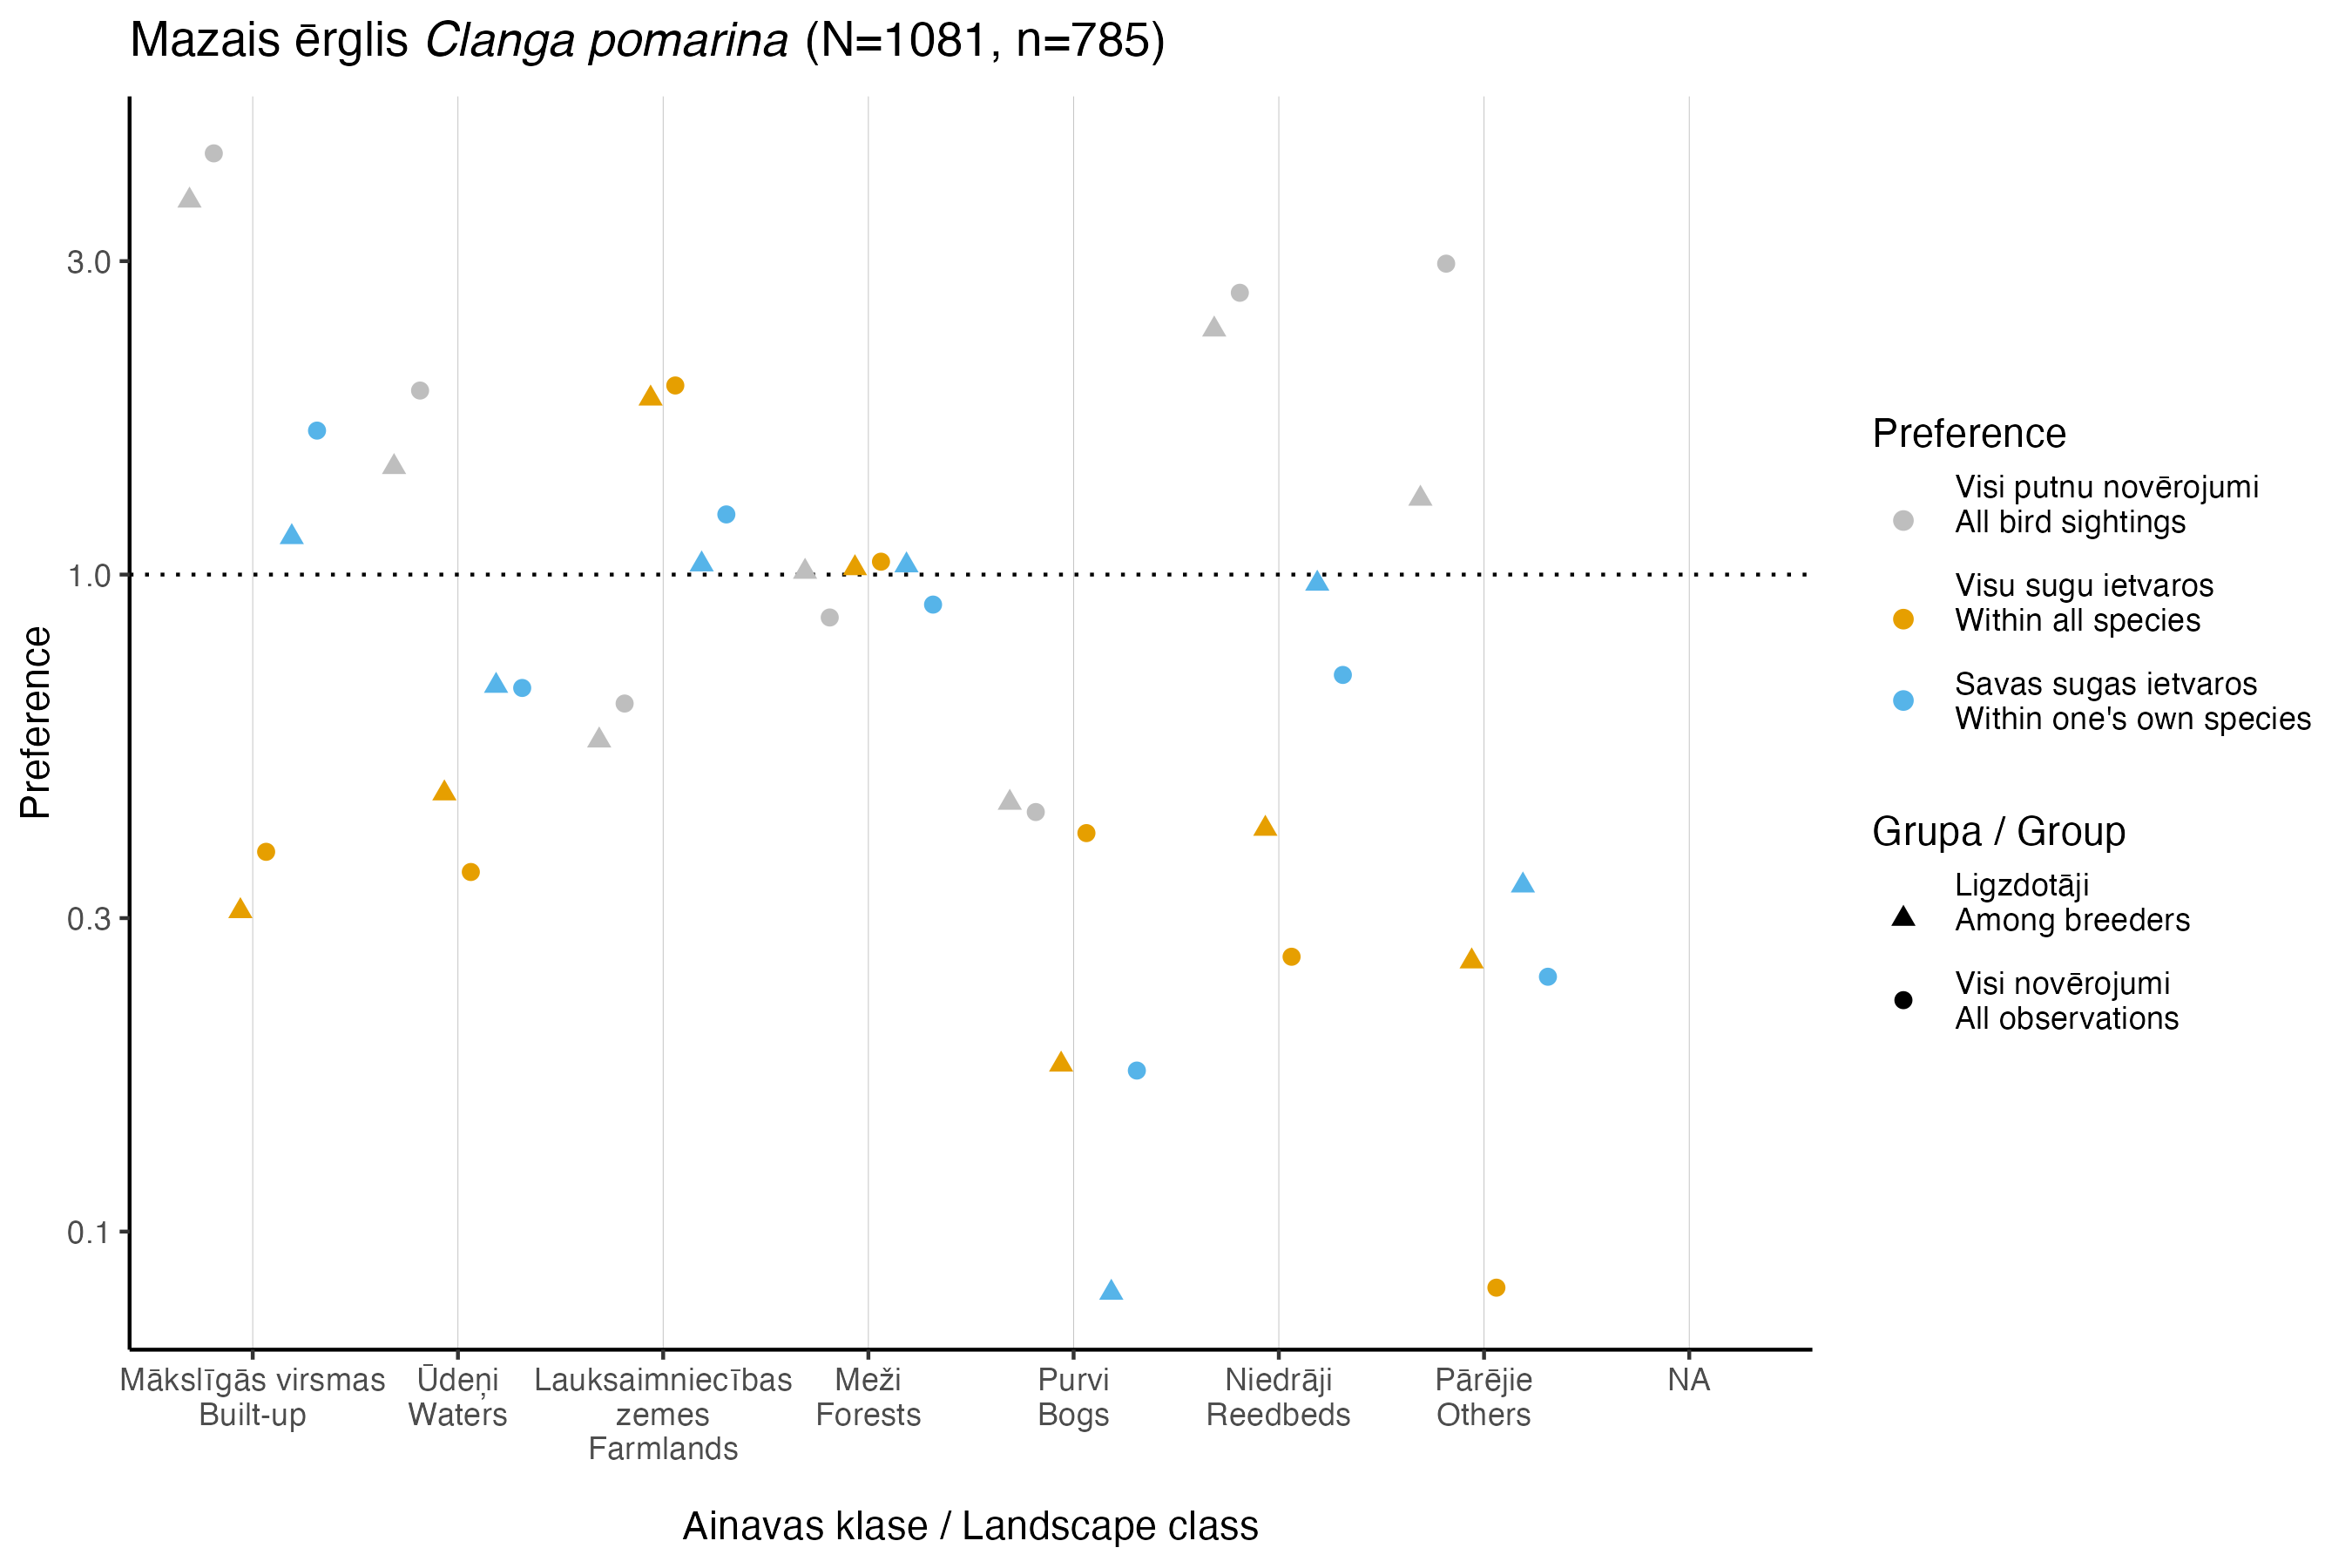 Mazais ērglis Clanga pomarina (N=1081, n=785)
Preference
3.0
1.0
0.3
0.1
Mākslīgās virsmas
Built-up
Ūdeņi
Waters
Lauksaimniecības
zemes
Farmlands
Meži
Forests
Purvi
Bogs
Niedrāji
Reedbeds
Pārējie
Others
NA
Ainavas klase / Landscape class
Preference
Visi putnu novērojumi
All bird sightings
Visu sugu ietvaros
Within all species
Savas sugas ietvaros
Within one's own species
Grupa / Group
Ligzdotāji
Among breeders
Visi novērojumi
All observations